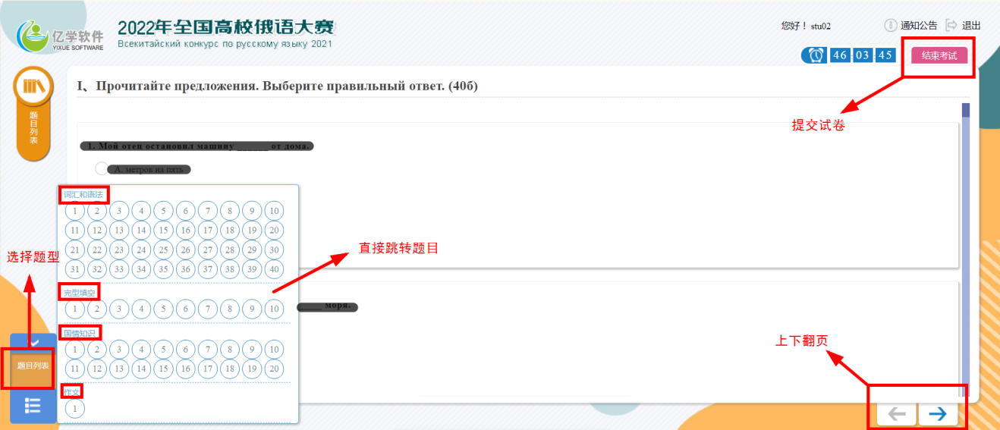 亿学软件
YIXUE SOFTWARE
2022年全国高校俄语大赛
Всекитайский конкурс по русскому языку 2021
您好！ stu02
通知公告
退出
46 03 45
结束考试
题目列表
I、Прочитайте предложения. Выберите правильный ответ. (40б)
提交试卷
1. Мой отец остановил машину ______ от дома.
А. метров на пять
词汇和语法
1 2 3 4 5 6 7 8 9 10
11 12 13 14 15 16 17 18 19 20
21 22 23 24 25 26 27 28 29 30
31 32 33 34 35 36 37 38 39 40
选择题型
直接跳转题目
完型填空
1 2 3 4 5 6 7 8 9 10
_____ моря.
国情知识
1 2 3 4 5 6 7 8 9 10
11 12 13 14 15 16 17 18 19 20
上下翻页
题目列表
作文
1